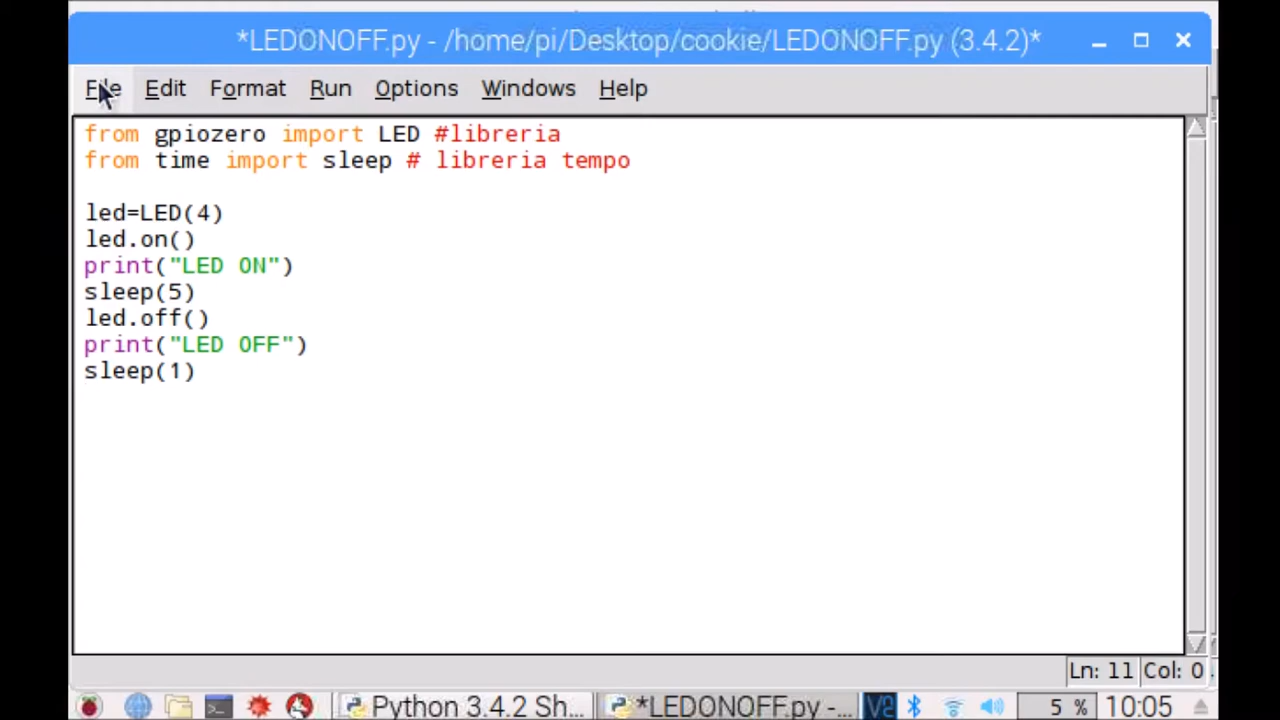 *LEDONOFF.py - /home/pi/Desktop/cookie/LEDONOFF.py (3.4.2)*
File Edit Format Run Options Windows Help
from gpiozero import LED #libreria
from time import sleep # libreria tempo
led=LED(4)
led.on()
print("LED ON")
sleep(5)
led.off()
print("LED OFF")
sleep(1)
Ln: 11 Col: 0
Python 3.4.2 Sh... *LEDONOFF.py -... 5 % 10:05